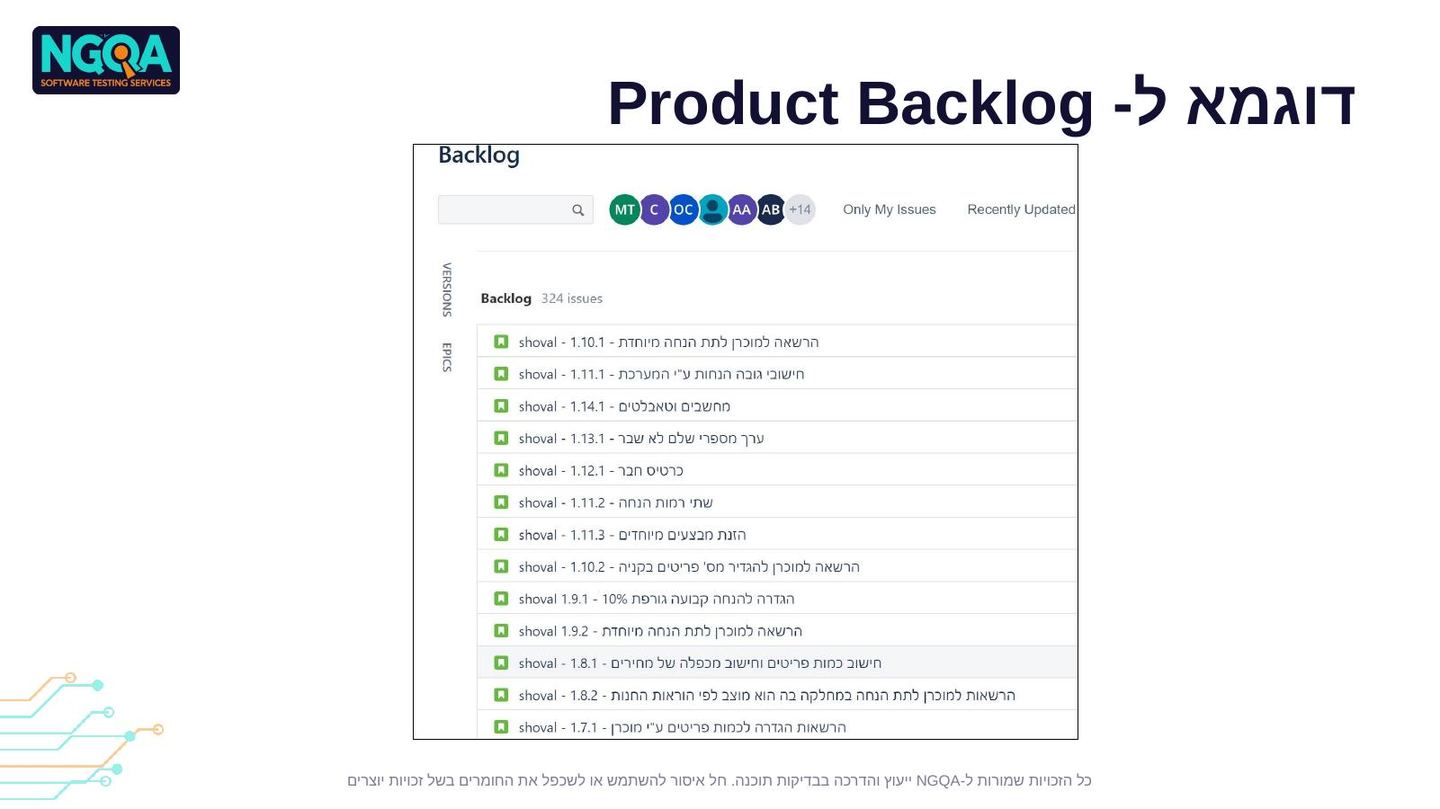 NGQA
SOFTWARE TESTING SERVICES
דוגמא ל- Product Backlog
Backlog
MT C OC AA AB +14 Only My Issues Recently Updated
VERSIONS
EPICS
Backlog 324 issues
shoval - 1.10.1 - הרשאה למוכרן לתת הנחה מיוחדת
shoval - 1.11.1 - חישובי גובה הנחות ע"י המערכת
shoval - 1.14.1 - מחשבים וטאבלטים
shoval - 1.13.1 - ערך מספרי שלם לא שבר
shoval - 1.12.1 - כרטיס חבר
shoval - 1.11.2 - שתי רמות הנחה
shoval - 1.11.3 - הזנת מבצעים מיוחדים
shoval - 1.10.2 - הרשאה למוכרן להגדיר מס' פריטים בקניה
shoval 1.9.1 - הגדרה להנחה קבועה גורפת 10%
shoval 1.9.2 - הרשאה למוכרן לתת הנחה מיוחדת
shoval - 1.8.1 - חישוב כמות פריטים וחישוב מכפלה של מחירים
shoval - 1.8.2 - הרשאות למוכרן לתת הנחה במחלקה בה הוא מוצב לפי הוראות החנות
shoval - 1.7.1 - הרשאות הגדרה לכמות פריטים ע"י מוכרן
כל הזכויות שמורות ל-NGQA ייעוץ והדרכה בבדיקות תוכנה. חל איסור להשתמש או לשכפל את החומרים בשל זכויות יוצרים